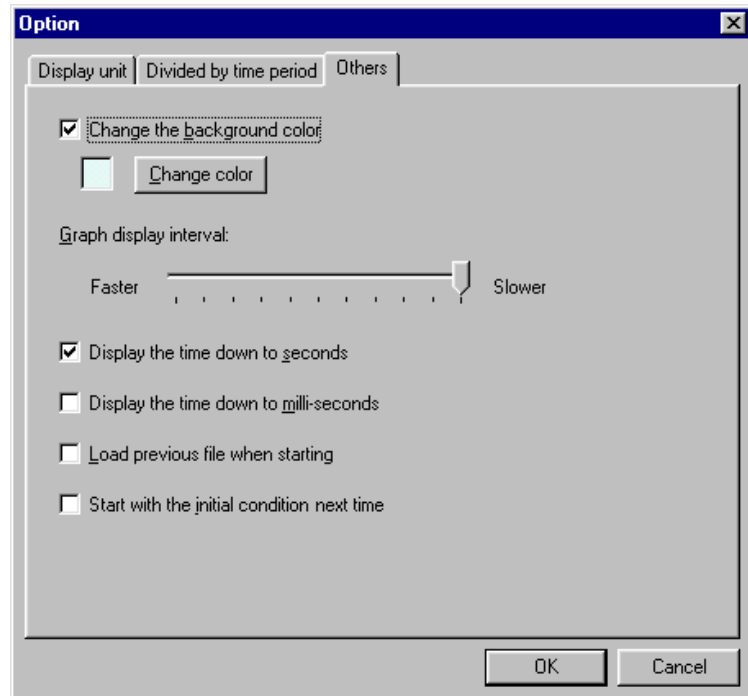 Option
Display unit Divided by time period Others
Change the background color
Change color
Graph display interval:
Faster Slower
Display the time down to seconds
Display the time down to milli-seconds
Load previous file when starting
Start with the initial condition next time
OK Cancel